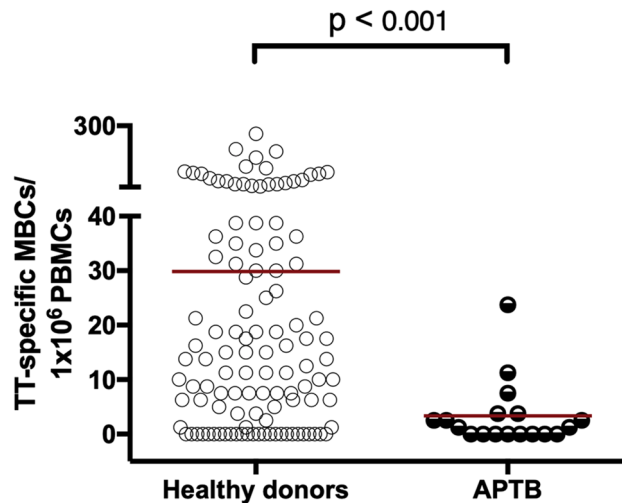 p < 0.001
300
40
30
20
10
0
TT-specific MBCs/
1x10⁶ PBMCs
Healthy donors
APTB